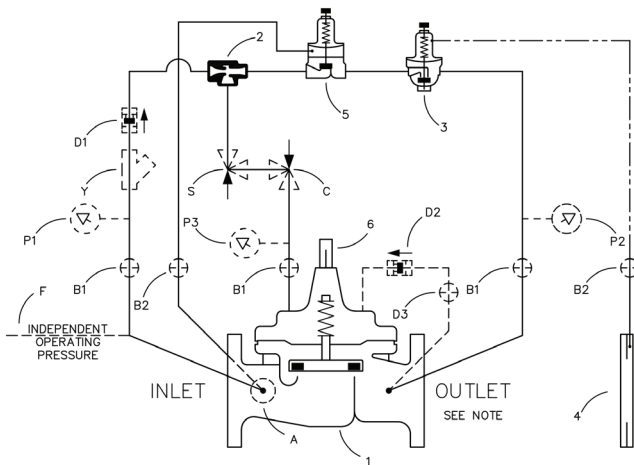 2
5
3
D1
Y
S
C
P1
P3
6
D2
P2
B1
B2
B1
D3
B1
B2
F
INDEPENDENT
OPERATING
PRESSURE
INLET
OUTLET
SEE NOTE
A
1
4